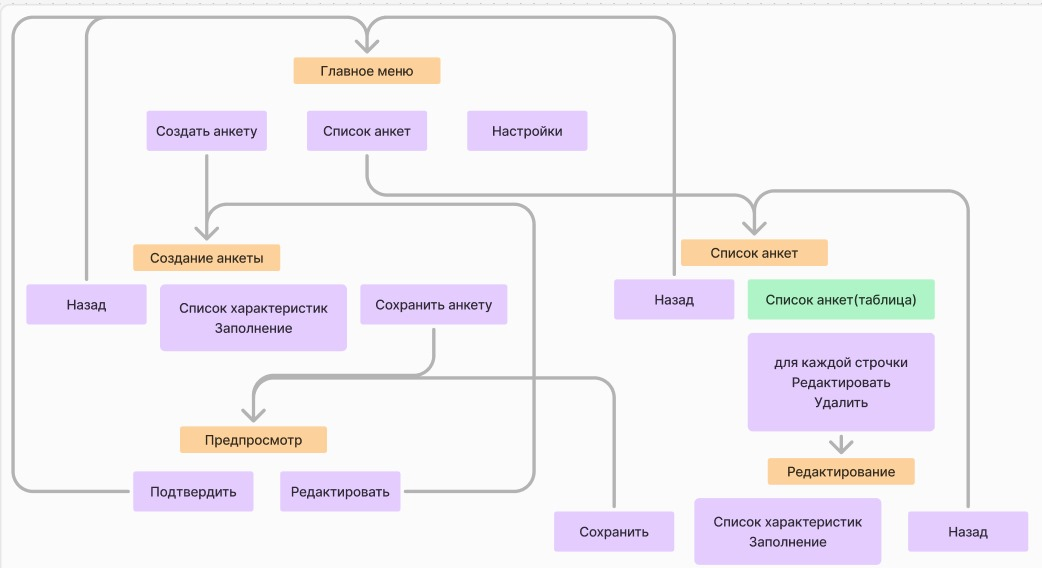 Главное меню
Создать анкету
Список анкет
Настройки
Создание анкеты
Назад
Список характеристик
Заполнение
Сохранить анкету
Предпросмотр
Подтвердить
Редактировать
Список анкет
Назад
Список анкет(таблица)
для каждой строчки
Редактировать
Удалить
Редактирование
Сохранить
Список характеристик
Заполнение
Назад